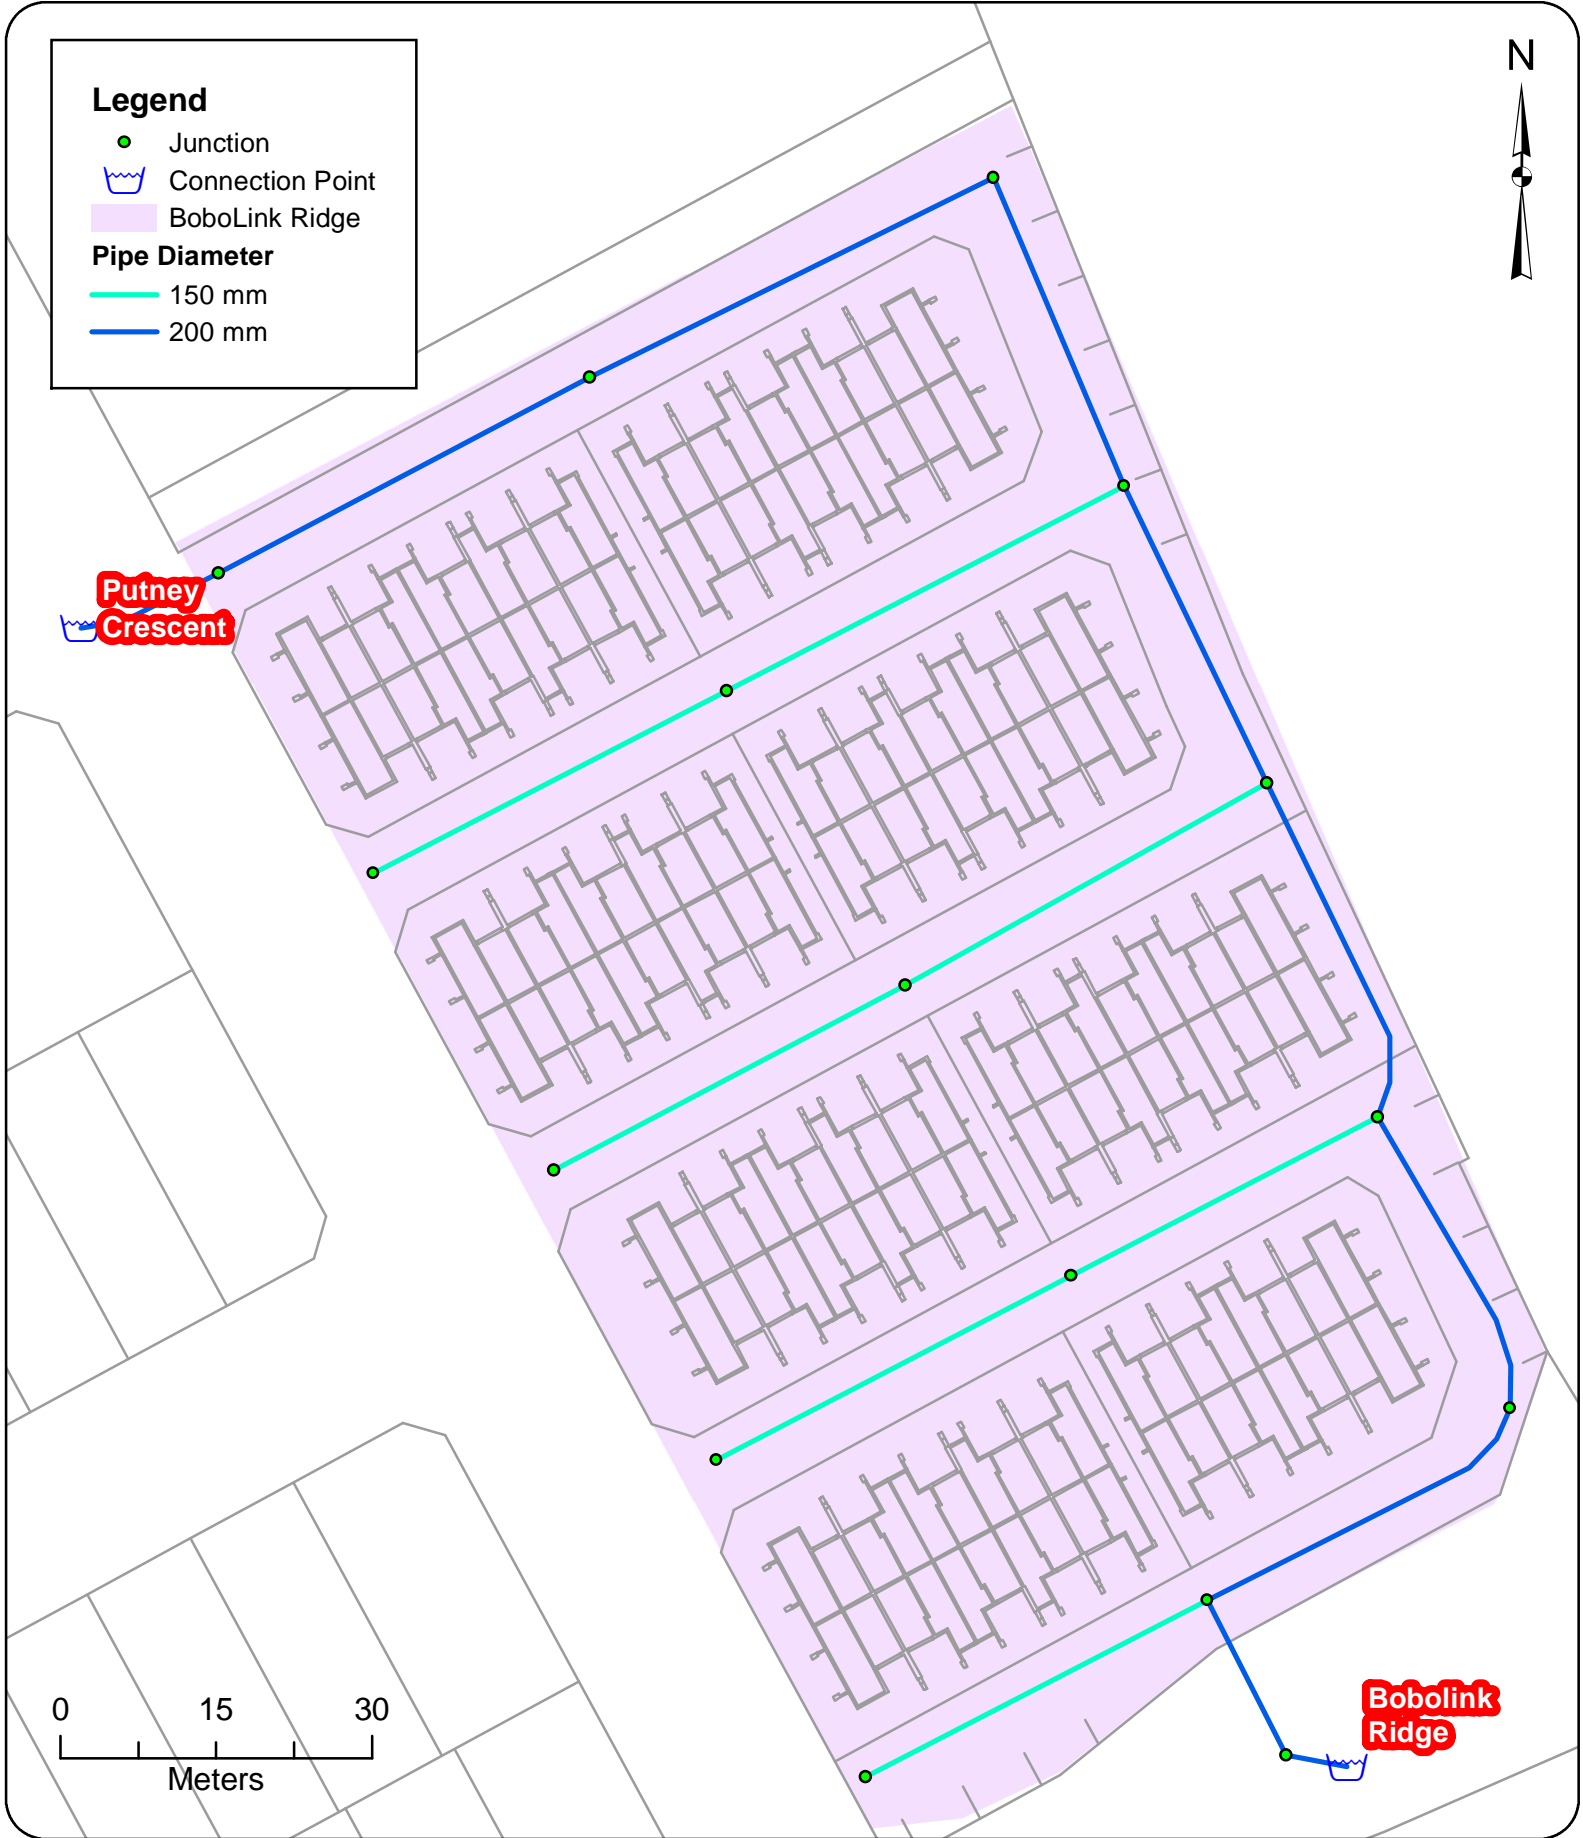 Legend
Junction
Connection Point
BoboLink Ridge
Pipe Diameter
150 mm
200 mm
N
Putney
Crescent
0 15 30
Meters
Bobolink
Ridge